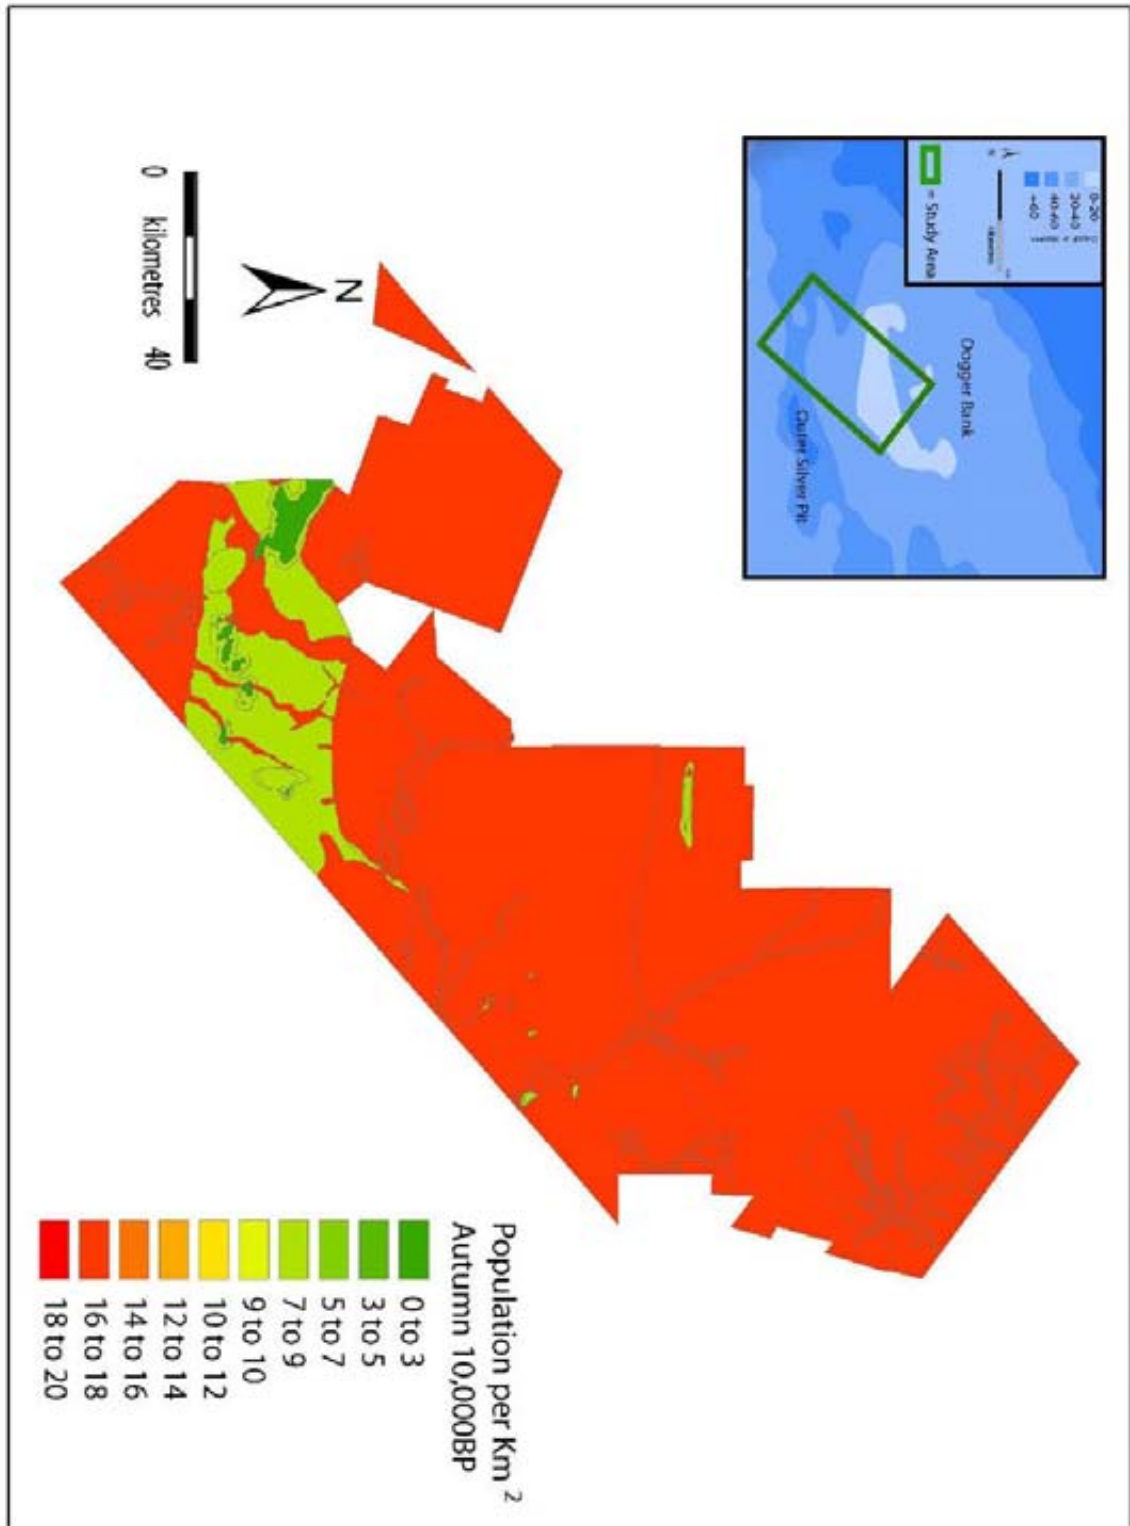 0-20
20-40
40-60
+60
= Study Area
Dogger Bank
Outer Silver Pit
N
0 kilometres 40
Population per Km 2
Autumn 10,000BP
0 to 3
3 to 5
5 to 7
7 to 9
9 to 10
10 to 12
12 to 14
14 to 16
16 to 18
18 to 20